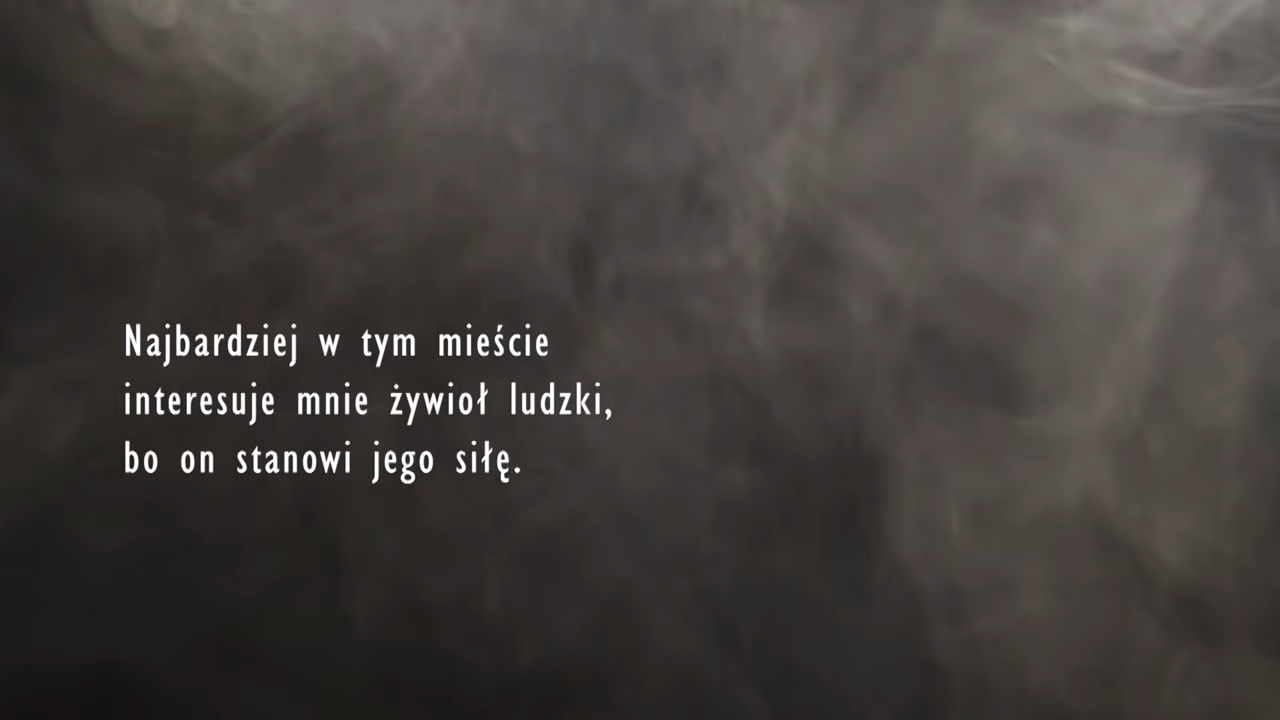 Najbardziej w tym mieście
interesuje mnie żywioł ludzki,
bo on stanowi jego siłę.